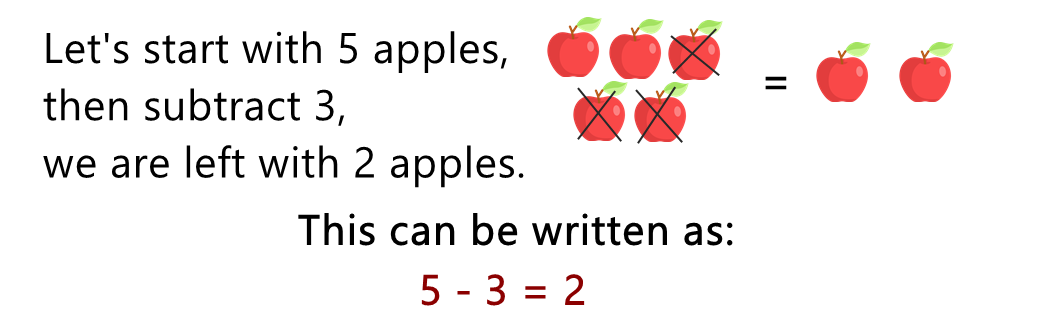 Let's start with 5 apples,
then subtract 3,
=
we are left with 2 apples.
This can be written as:
5 - 3 = 2